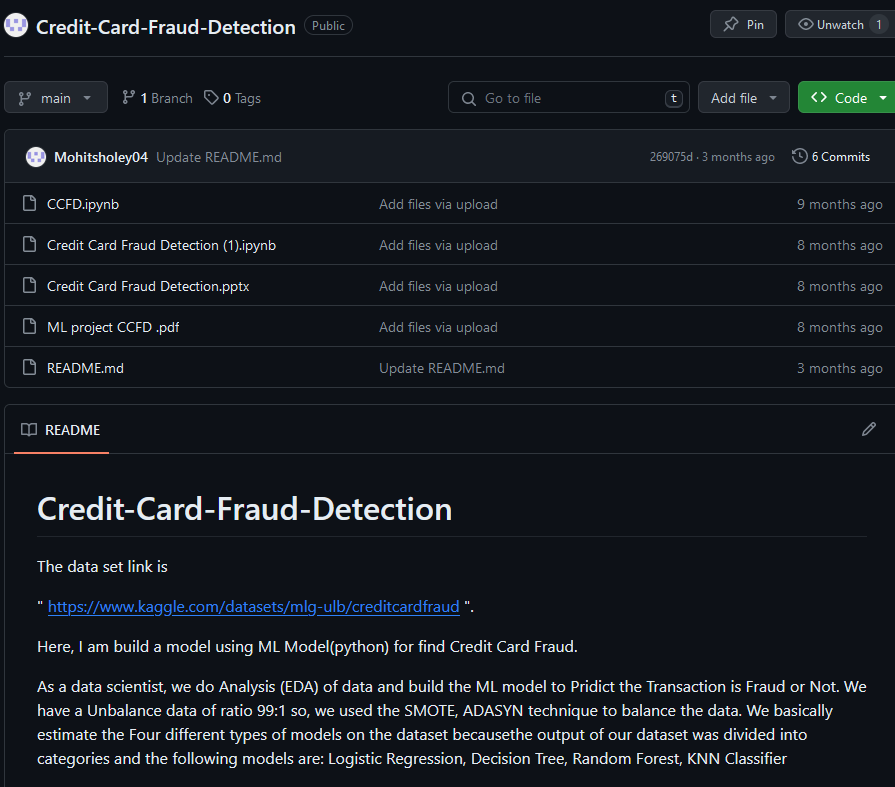 Credit-Card-Fraud-Detection Public Pin Unwatch 1
main 1 Branch 0 Tags Go to file t Add file Code
Mohitsholey04 Update README.md 269075d · 3 months ago 6 Commits
CCFD.ipynb Add files via upload 9 months ago
Credit Card Fraud Detection (1).ipynb Add files via upload 8 months ago
Credit Card Fraud Detection.pptx Add files via upload 8 months ago
ML project CCFD .pdf Add files via upload 8 months ago
README.md Update README.md 3 months ago
README
Credit-Card-Fraud-Detection
The data set link is
" https://www.kaggle.com/datasets/mlg-ulb/creditcardfraud ".
Here, I am build a model using ML Model(python) for find Credit Card Fraud.
As a data scientist, we do Analysis (EDA) of data and build the ML model to Pridict the Transaction is Fraud or Not. We
have a Unbalance data of ratio 99:1 so, we used the SMOTE, ADASYN technique to balance the data. We basically
estimate the Four different types of models on the dataset becausethe output of our dataset was divided into
categories and the following models are: Logistic Regression, Decision Tree, Random Forest, KNN Classifier